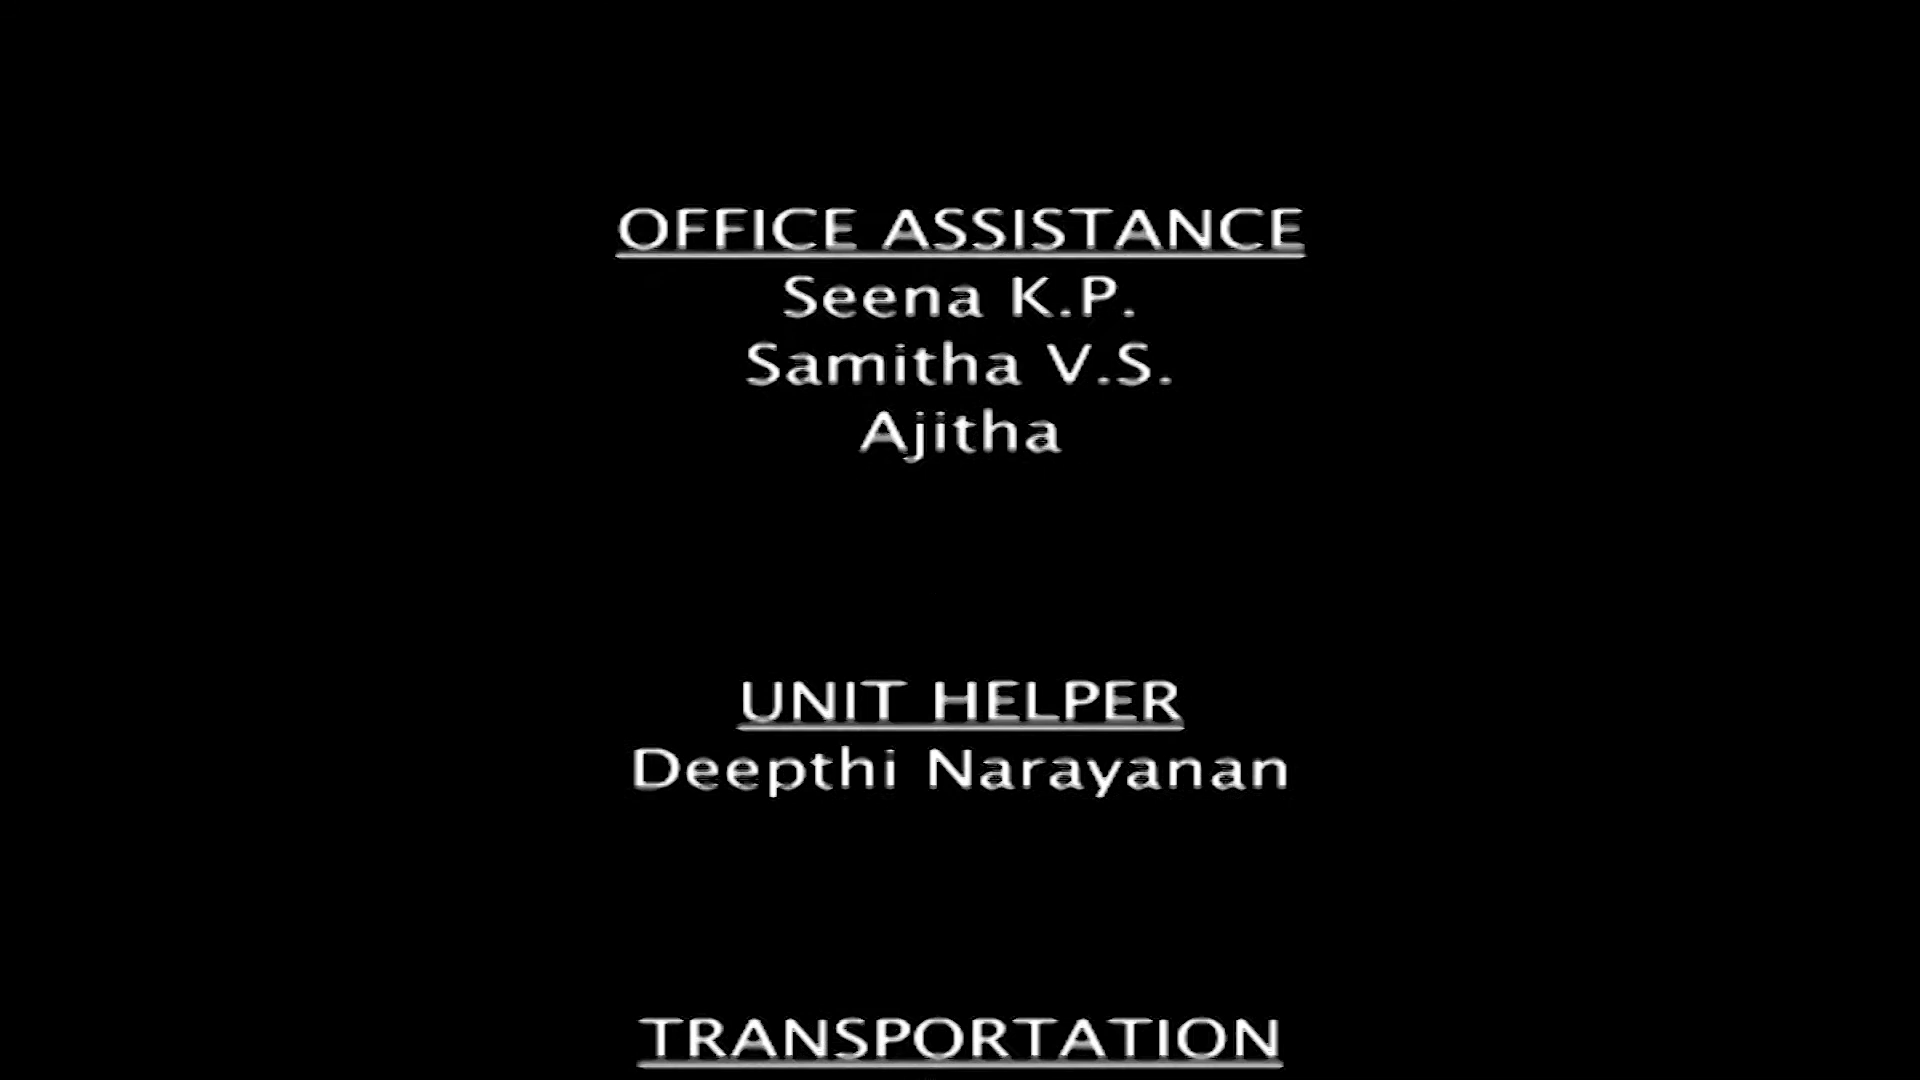 OFFICE ASSISTANCE
Seena K.P.
Samitha V.S.
Ajitha
UNIT HELPER
Deepthi Narayanan
TRANSPORTATION